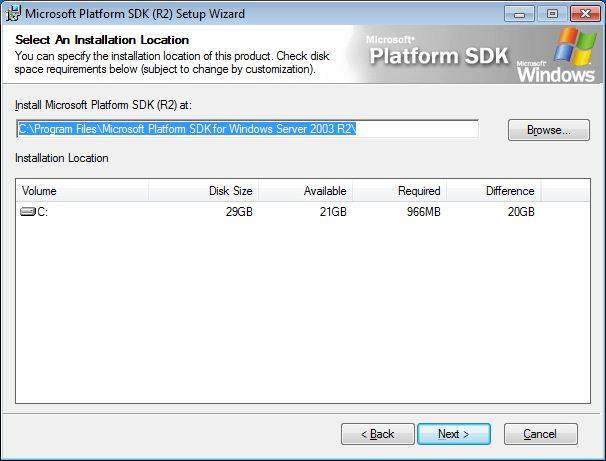 Microsoft Platform SDK (R2) Setup Wizard
Select An Installation Location
You can specify the installation location of this product. Check disk
space requirements below (subject to change by customization).
Microsoft®
Platform SDK
Microsoft®
Windows
Install Microsoft Platform SDK (R2) at:
C:\Program Files\Microsoft Platform SDK for Windows Server 2003 R2\
Browse...
Installation Location
Volume Disk Size Available Required Difference
C: 29GB 21GB 966MB 20GB
< Back Next > Cancel